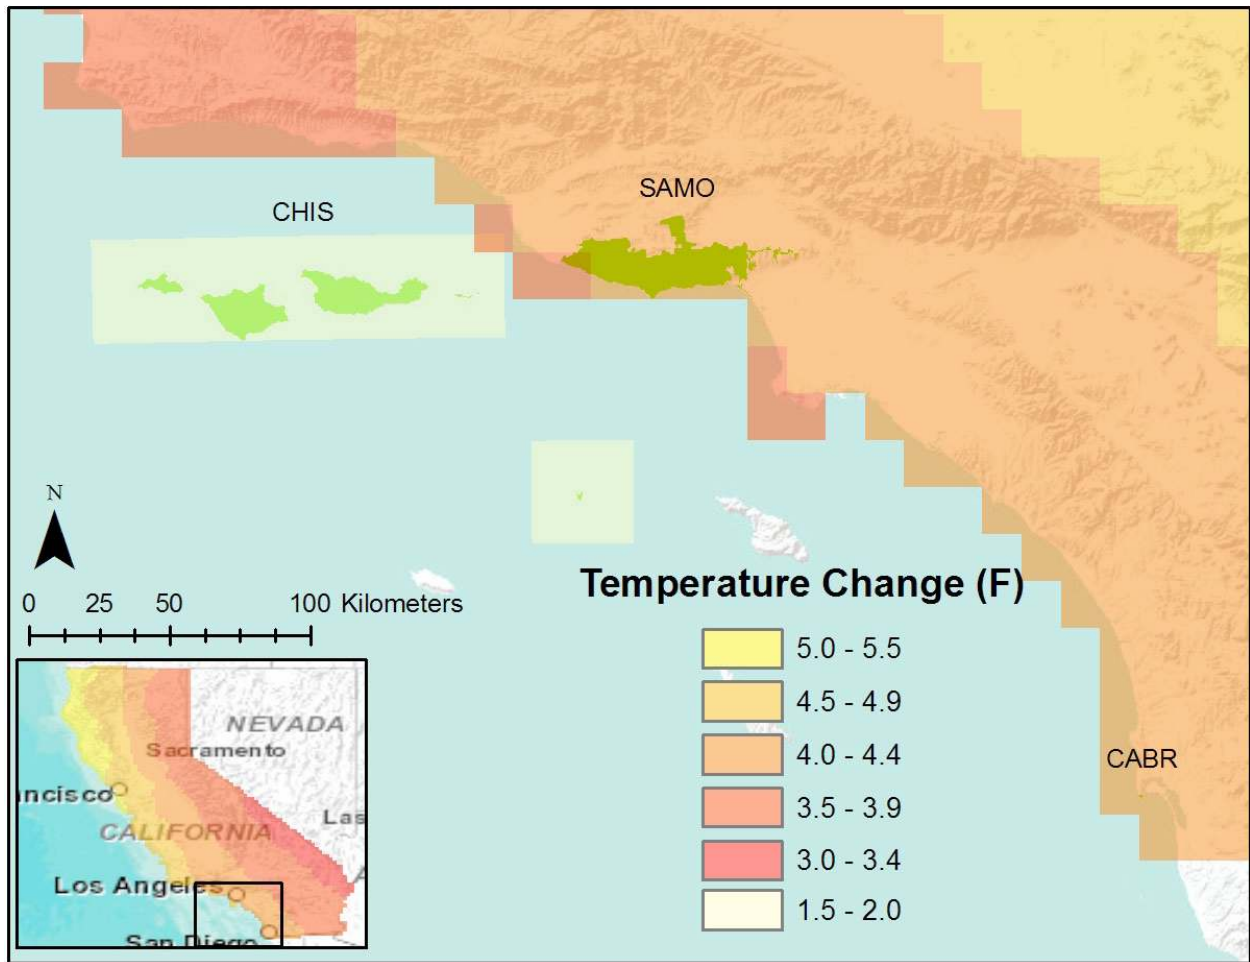 SAMO
CHIS
N
0 25 50 100 Kilometers
Temperature Change (F)
5.0 - 5.5
4.5 - 4.9
4.0 - 4.4
3.5 - 3.9
3.0 - 3.4
1.5 - 2.0
CABR
NEVADA
Sacramento
ncisco
Las
CALIFORNIA
Los Angeles
San Diego